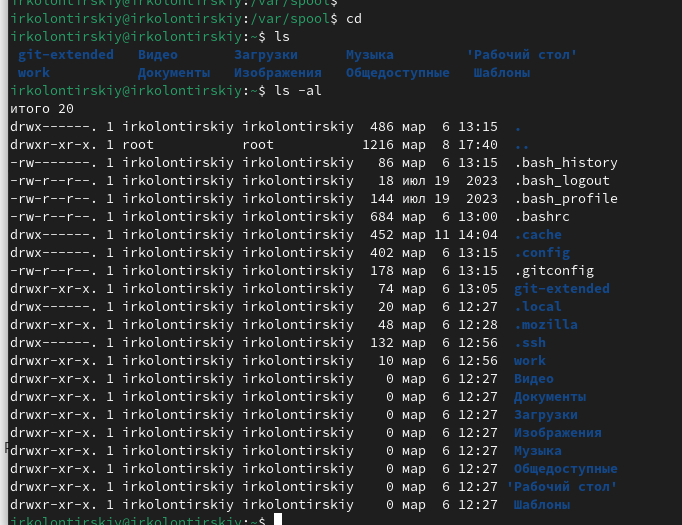 irkolontirskiy@irkolontirskiy:/var/spool$
irkolontirskiy@irkolontirskiy:/var/spool$ cd
irkolontirskiy@irkolontirskiy:~$ ls
git-extended Видео Загрузки Музыка 'Рабочий стол'
work Документы Изображения Общедоступные Шаблоны
irkolontirskiy@irkolontirskiy:~$ ls -al
итого 20
drwx------. 1 irkolontirskiy irkolontirskiy 486 мар 6 13:15 .
drwxr-xr-x. 1 root root 1216 мар 8 17:40 ..
-rw-------. 1 irkolontirskiy irkolontirskiy 86 мар 6 13:15 .bash_history
-rw-r--r--. 1 irkolontirskiy irkolontirskiy 18 июл 19 2023 .bash_logout
-rw-r--r--. 1 irkolontirskiy irkolontirskiy 144 июл 19 2023 .bash_profile
-rw-r--r--. 1 irkolontirskiy irkolontirskiy 684 мар 6 13:00 .bashrc
drwx------. 1 irkolontirskiy irkolontirskiy 452 мар 11 14:04 .cache
drwx------. 1 irkolontirskiy irkolontirskiy 402 мар 6 13:15 .config
-rw-r--r--. 1 irkolontirskiy irkolontirskiy 178 мар 6 13:15 .gitconfig
drwxr-xr-x. 1 irkolontirskiy irkolontirskiy 74 мар 6 13:05 git-extended
drwx------. 1 irkolontirskiy irkolontirskiy 20 мар 6 12:27 .local
drwxr-xr-x. 1 irkolontirskiy irkolontirskiy 48 мар 6 12:28 .mozilla
drwx------. 1 irkolontirskiy irkolontirskiy 132 мар 6 12:56 .ssh
drwxr-xr-x. 1 irkolontirskiy irkolontirskiy 10 мар 6 12:56 work
drwxr-xr-x. 1 irkolontirskiy irkolontirskiy 0 мар 6 12:27 Видео
drwxr-xr-x. 1 irkolontirskiy irkolontirskiy 0 мар 6 12:27 Документы
drwxr-xr-x. 1 irkolontirskiy irkolontirskiy 0 мар 6 12:27 Загрузки
drwxr-xr-x. 1 irkolontirskiy irkolontirskiy 0 мар 6 12:27 Изображения
drwxr-xr-x. 1 irkolontirskiy irkolontirskiy 0 мар 6 12:27 Музыка
drwxr-xr-x. 1 irkolontirskiy irkolontirskiy 0 мар 6 12:27 Общедоступные
drwxr-xr-x. 1 irkolontirskiy irkolontirskiy 0 мар 6 12:27 'Рабочий стол'
drwxr-xr-x. 1 irkolontirskiy irkolontirskiy 0 мар 6 12:27 Шаблоны
irkolontirskiy@irkolontirskiy:~$